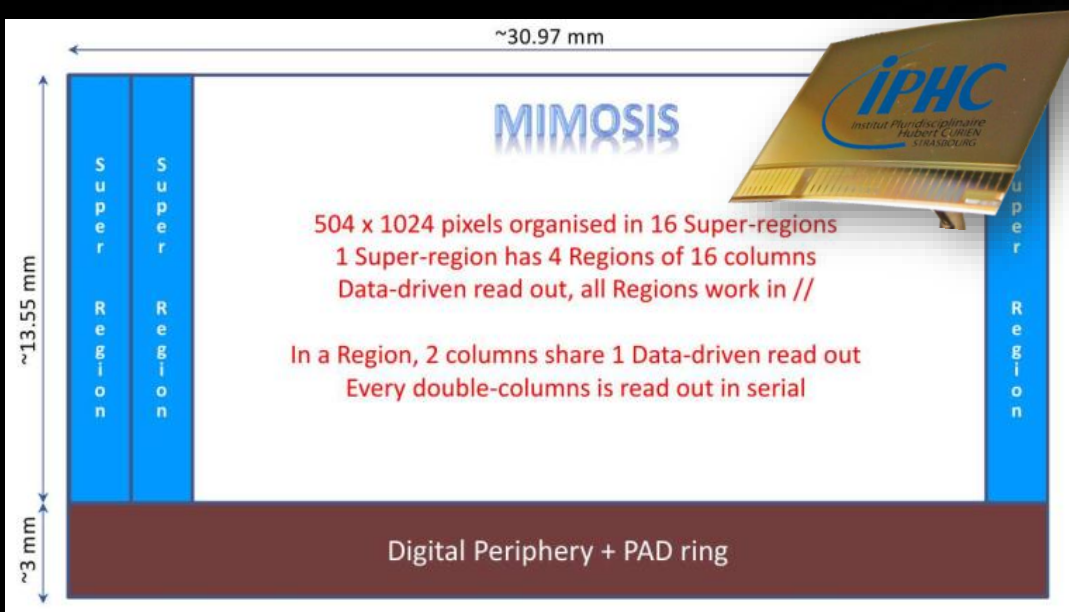 ~30.97 mm
iPHC
Institut Pluridisciplinaire
Hubert CURIEN
STRASBOURG
MIMOSIS
Super Region
Super Region
uper Region
504 x 1024 pixels organised in 16 Super-regions
1 Super-region has 4 Regions of 16 columns
Data-driven read out, all Regions work in //
In a Region, 2 columns share 1 Data-driven read out
Every double-columns is read out in serial
~13.55 mm
~3 mm
Digital Periphery + PAD ring